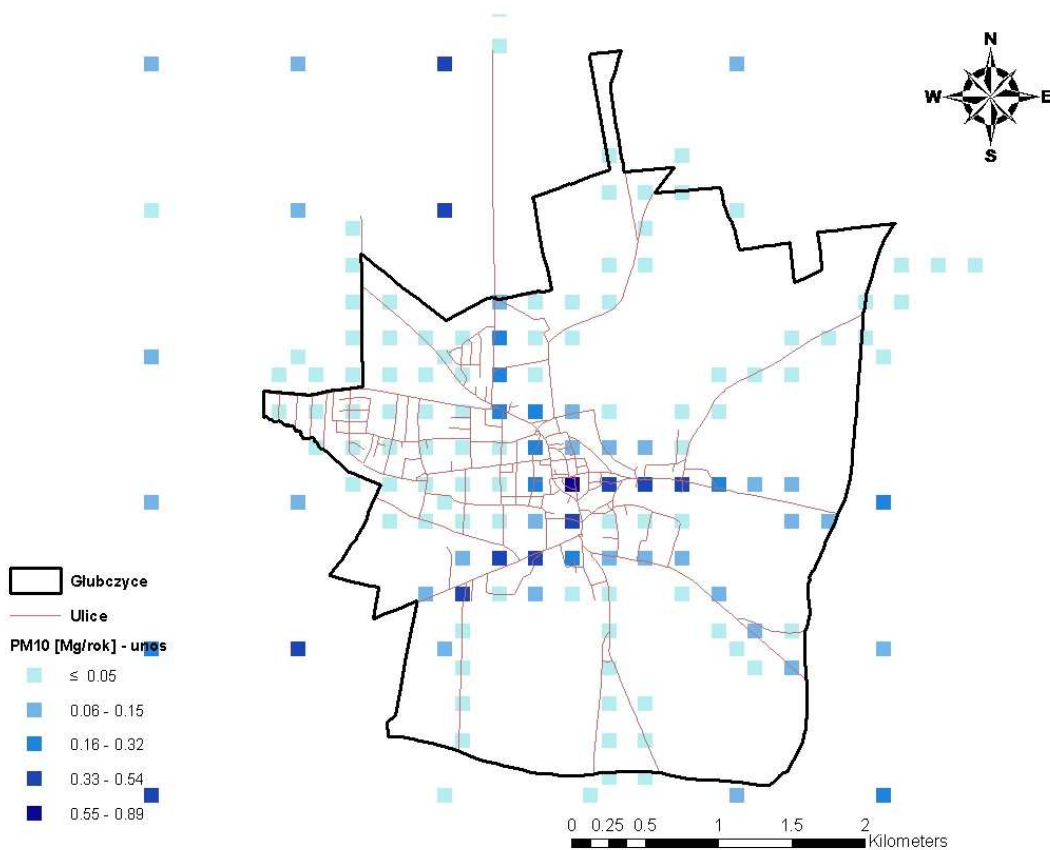 N
W E
S
Głubczyce
Ulice
PM10 [Mg/rok] - unos
≤ 0.05
0.06 - 0.15
0.16 - 0.32
0.33 - 0.54
0.55 - 0.89
0 0.25 0.5 1 1.5 2
Kilometers